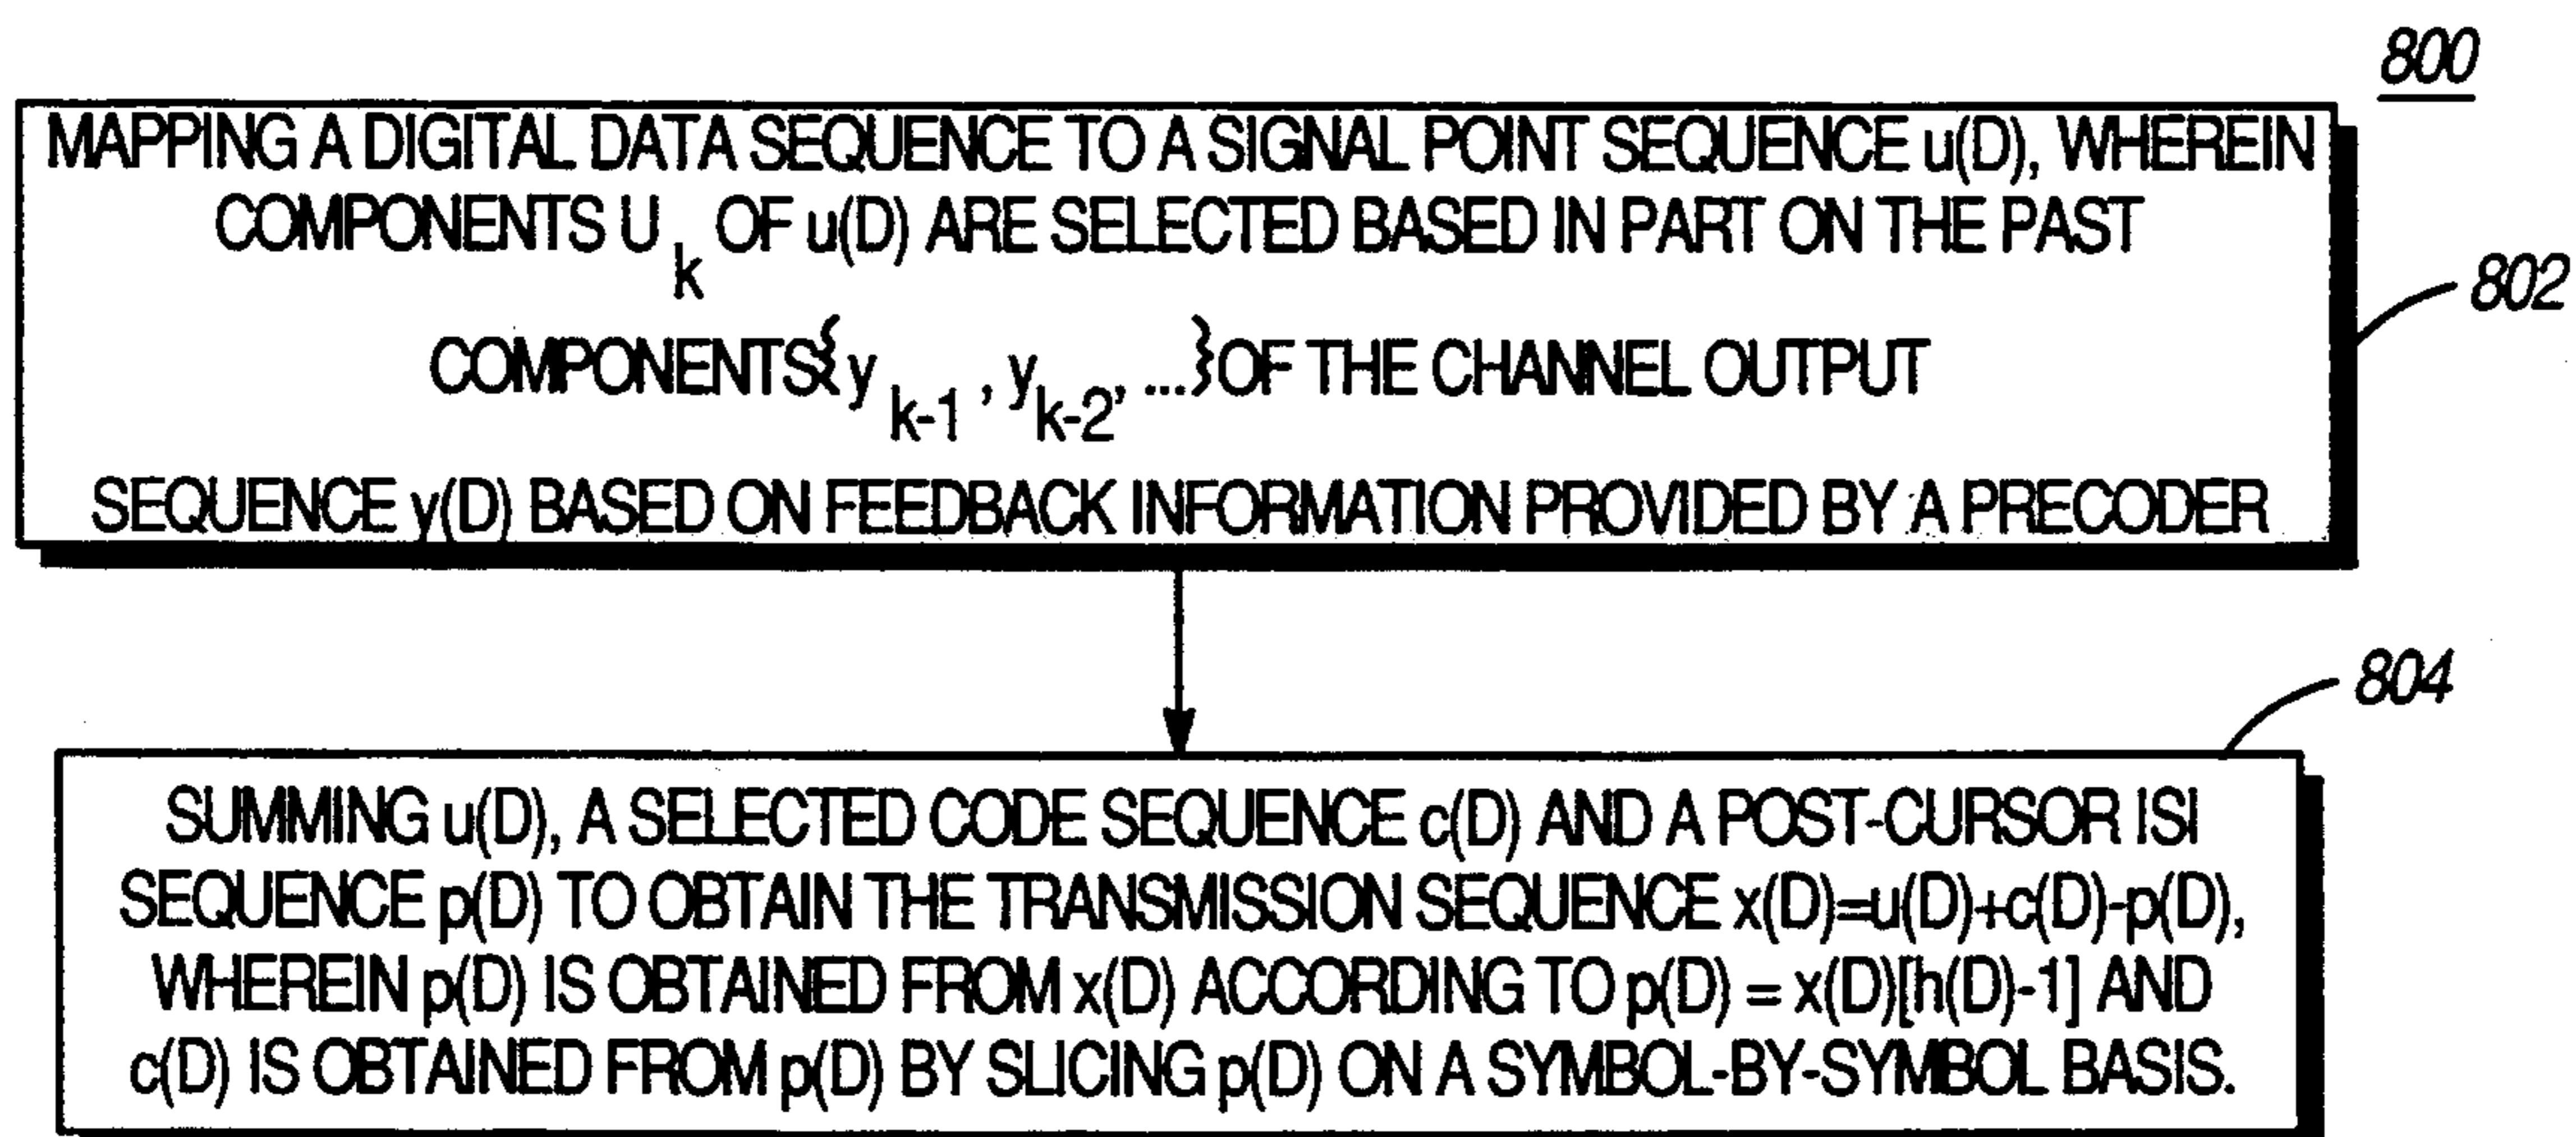 800
MAPPING A DIGITAL DATA SEQUENCE TO A SIGNAL POINT SEQUENCE u(D), WHEREIN
COMPONENTS U k OF u(D) ARE SELECTED BASED IN PART ON THE PAST
802
COMPONENTS{y k-1 , y k-2, ...}OF THE CHANNEL OUTPUT
SEQUENCE y(D) BASED ON FEEDBACK INFORMATION PROVIDED BY A PRECODER
804
SUMMING u(D), A SELECTED CODE SEQUENCE c(D) AND A POST-CURSOR ISI
SEQUENCE p(D) TO OBTAIN THE TRANSMISSION SEQUENCE x(D)=u(D)+c(D)-p(D),
WHEREIN p(D) IS OBTAINED FROM x(D) ACCORDING TO p(D) = x(D)[h(D)-1] AND
c(D) IS OBTAINED FROM p(D) BY SLICING p(D) ON A SYMBOL-BY-SYMBOL BASIS.